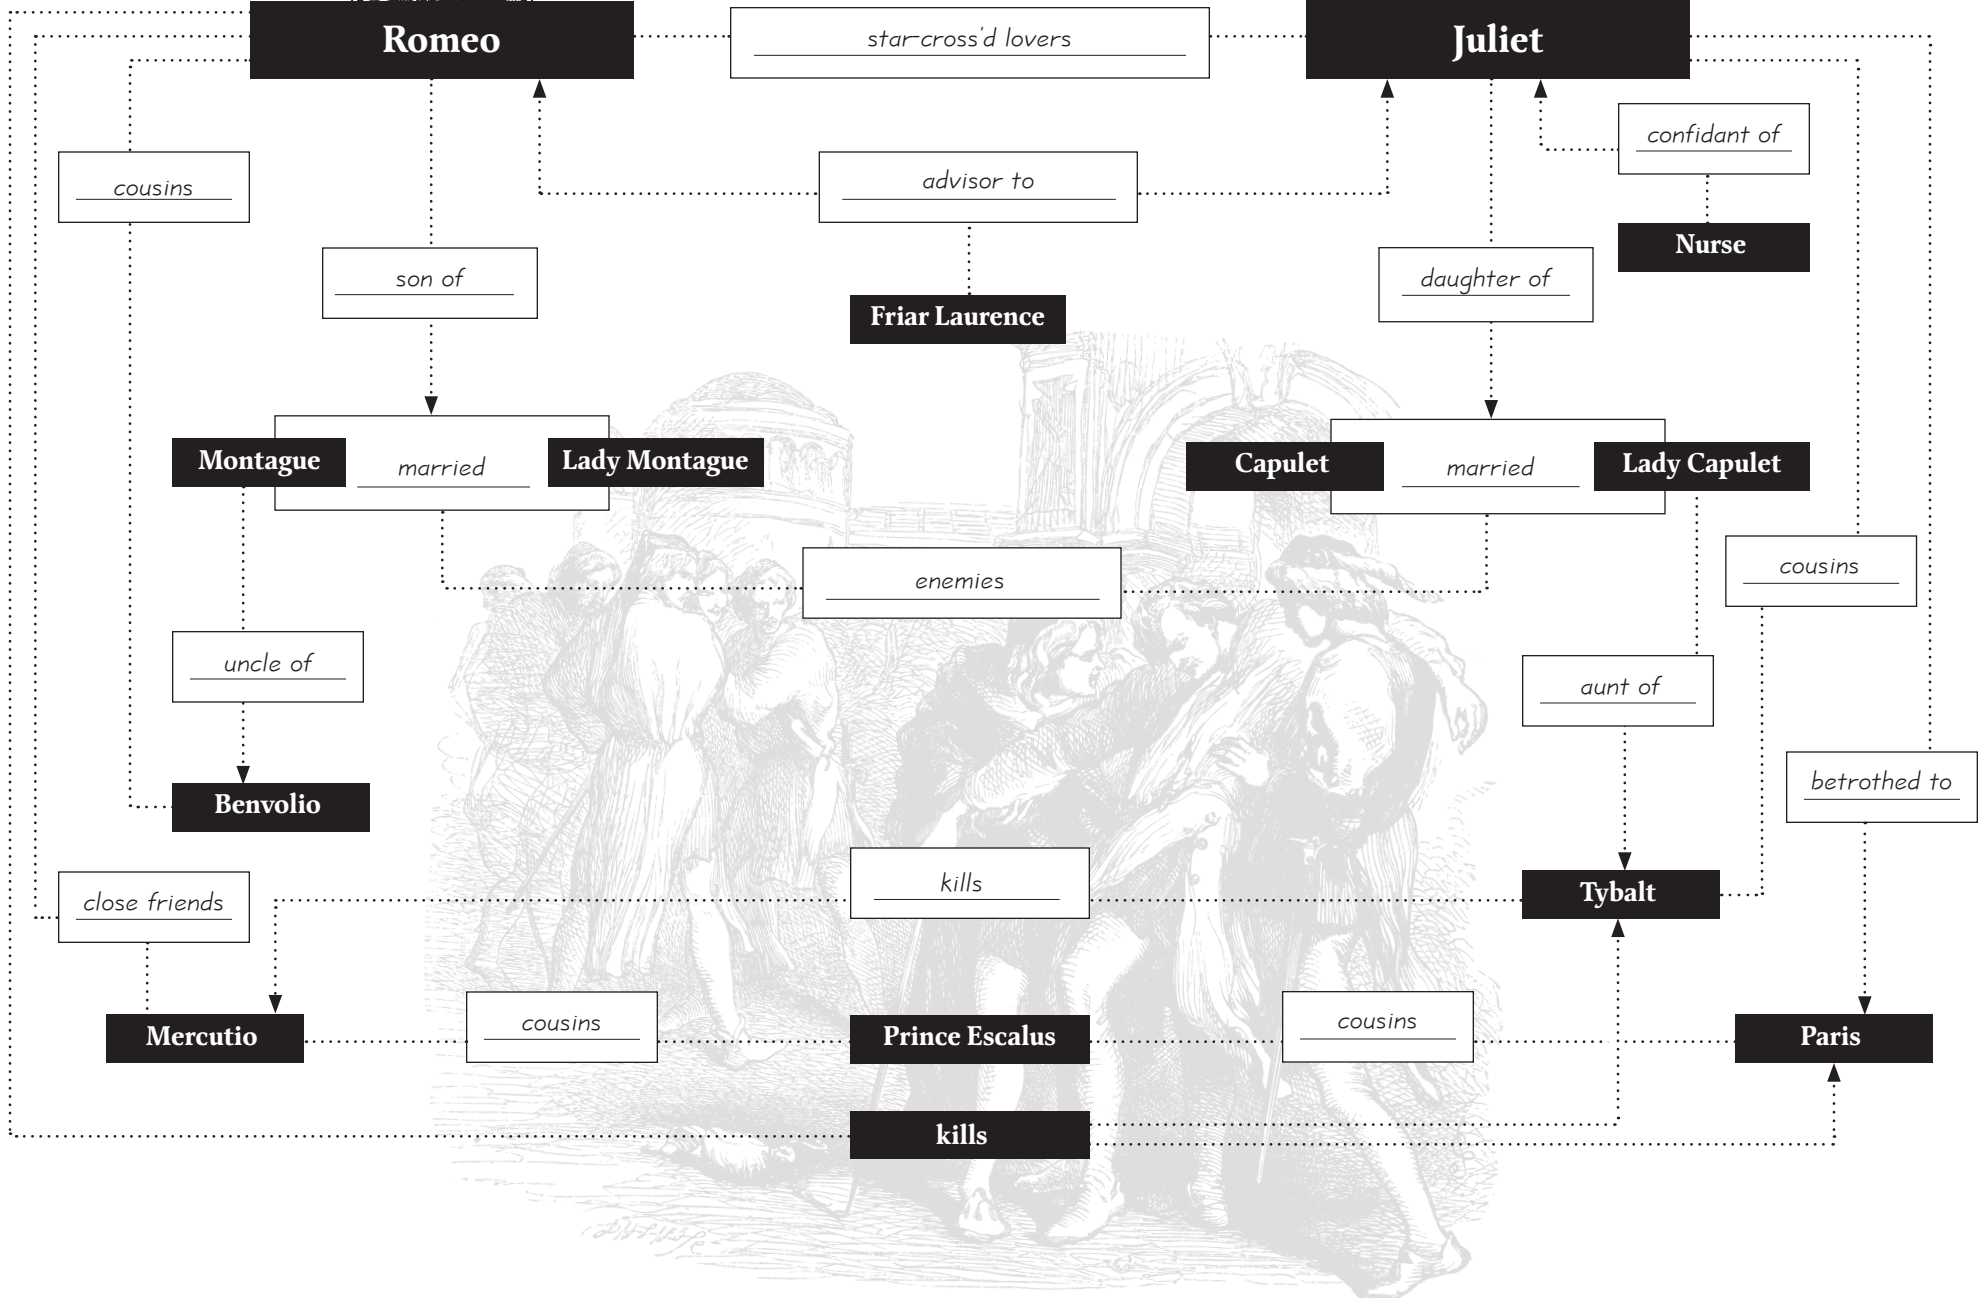 Romeo
star-cross'd lovers
Juliet
confidant of
cousins
advisor to
Nurse
son of
daughter of
Friar Laurence
Montague
married
Lady Montague
Capulet
married
Lady Capulet
enemies
cousins
uncle of
aunt of
betrothed to
Benvolio
kills
Tybalt
close friends
Mercutio
cousins
Prince Escalus
cousins
Paris
kills